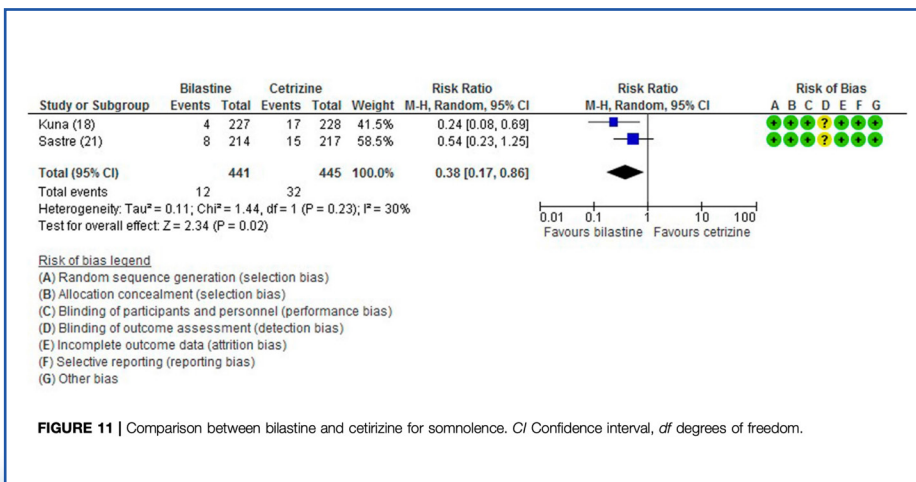 Bilastine Cetrizine Risk Ratio Risk Ratio Risk of Bias
Study or Subgroup Events Total Events Total Weight M-H, Random, 95% CI M-H, Random, 95% CI A B C D E F G
Kuna (18) 4 227 17 228 41.5% 0.24 [0.08, 0.69] + + + ? + + +
Sastre (21) 8 214 15 217 58.5% 0.54 [0.23, 1.25] + + + ? + + +
Total (95% CI) 441 445 100.0% 0.38 [0.17, 0.86]
Total events 12 32
Heterogeneity: Tau² = 0.11; Chi² = 1.44, df = 1 (P = 0.23); I² = 30%
Test for overall effect: Z = 2.34 (P = 0.02)
0.01 0.1 1 10 100
Favours bilastine Favours cetrizine
Risk of bias legend
(A) Random sequence generation (selection bias)
(B) Allocation concealment (selection bias)
(C) Blinding of participants and personnel (performance bias)
(D) Blinding of outcome assessment (detection bias)
(E) Incomplete outcome data (attrition bias)
(F) Selective reporting (reporting bias)
(G) Other bias
FIGURE 11 | Comparison between bilastine and cetirizine for somnolence. CI Confidence interval, df degrees of freedom.